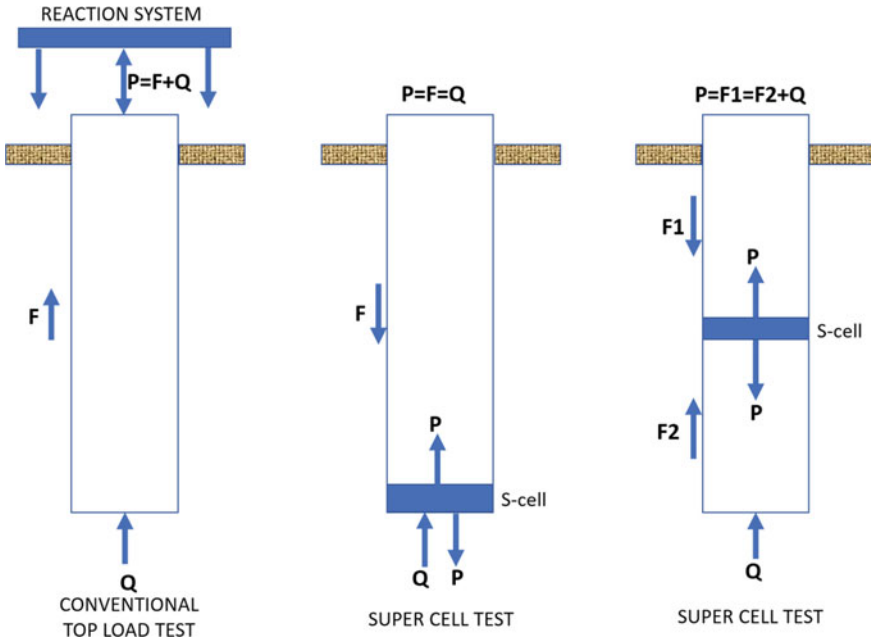 REACTION SYSTEM
P=F+Q
F
Q
CONVENTIONAL
TOP LOAD TEST
P=F=Q
F
P
S-cell
Q
P
SUPER CELL TEST
P=F1=F2+Q
F1
P
S-cell
P
F2
Q
SUPER CELL TEST